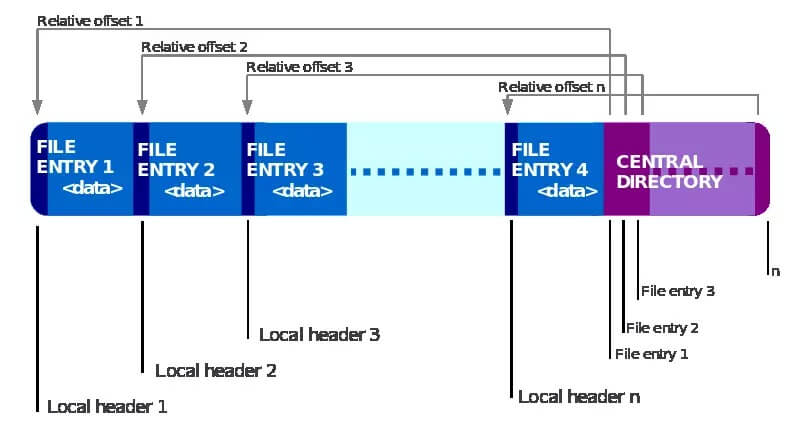 Relative offset 1
Relative offset 2
Relative offset 3
Relative offset n
FILE
ENTRY 1
<data>
FILE
ENTRY 2
<data>
FILE
ENTRY 3
<data>
FILE
ENTRY 4
<data>
CENTRAL
DIRECTORY
n
File entry 3
File entry 2
File entry 1
Local header 3
Local header 2
Local header 1
Local header n